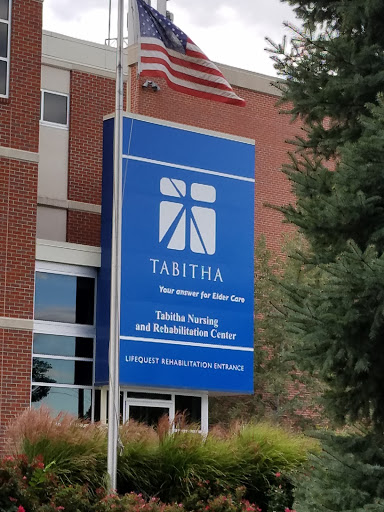 TABITHA
Your answer for Elder Care
Tabitha Nursing
and Rehabilitation Center
LIFEQUEST REHABILITATION ENTRANCE